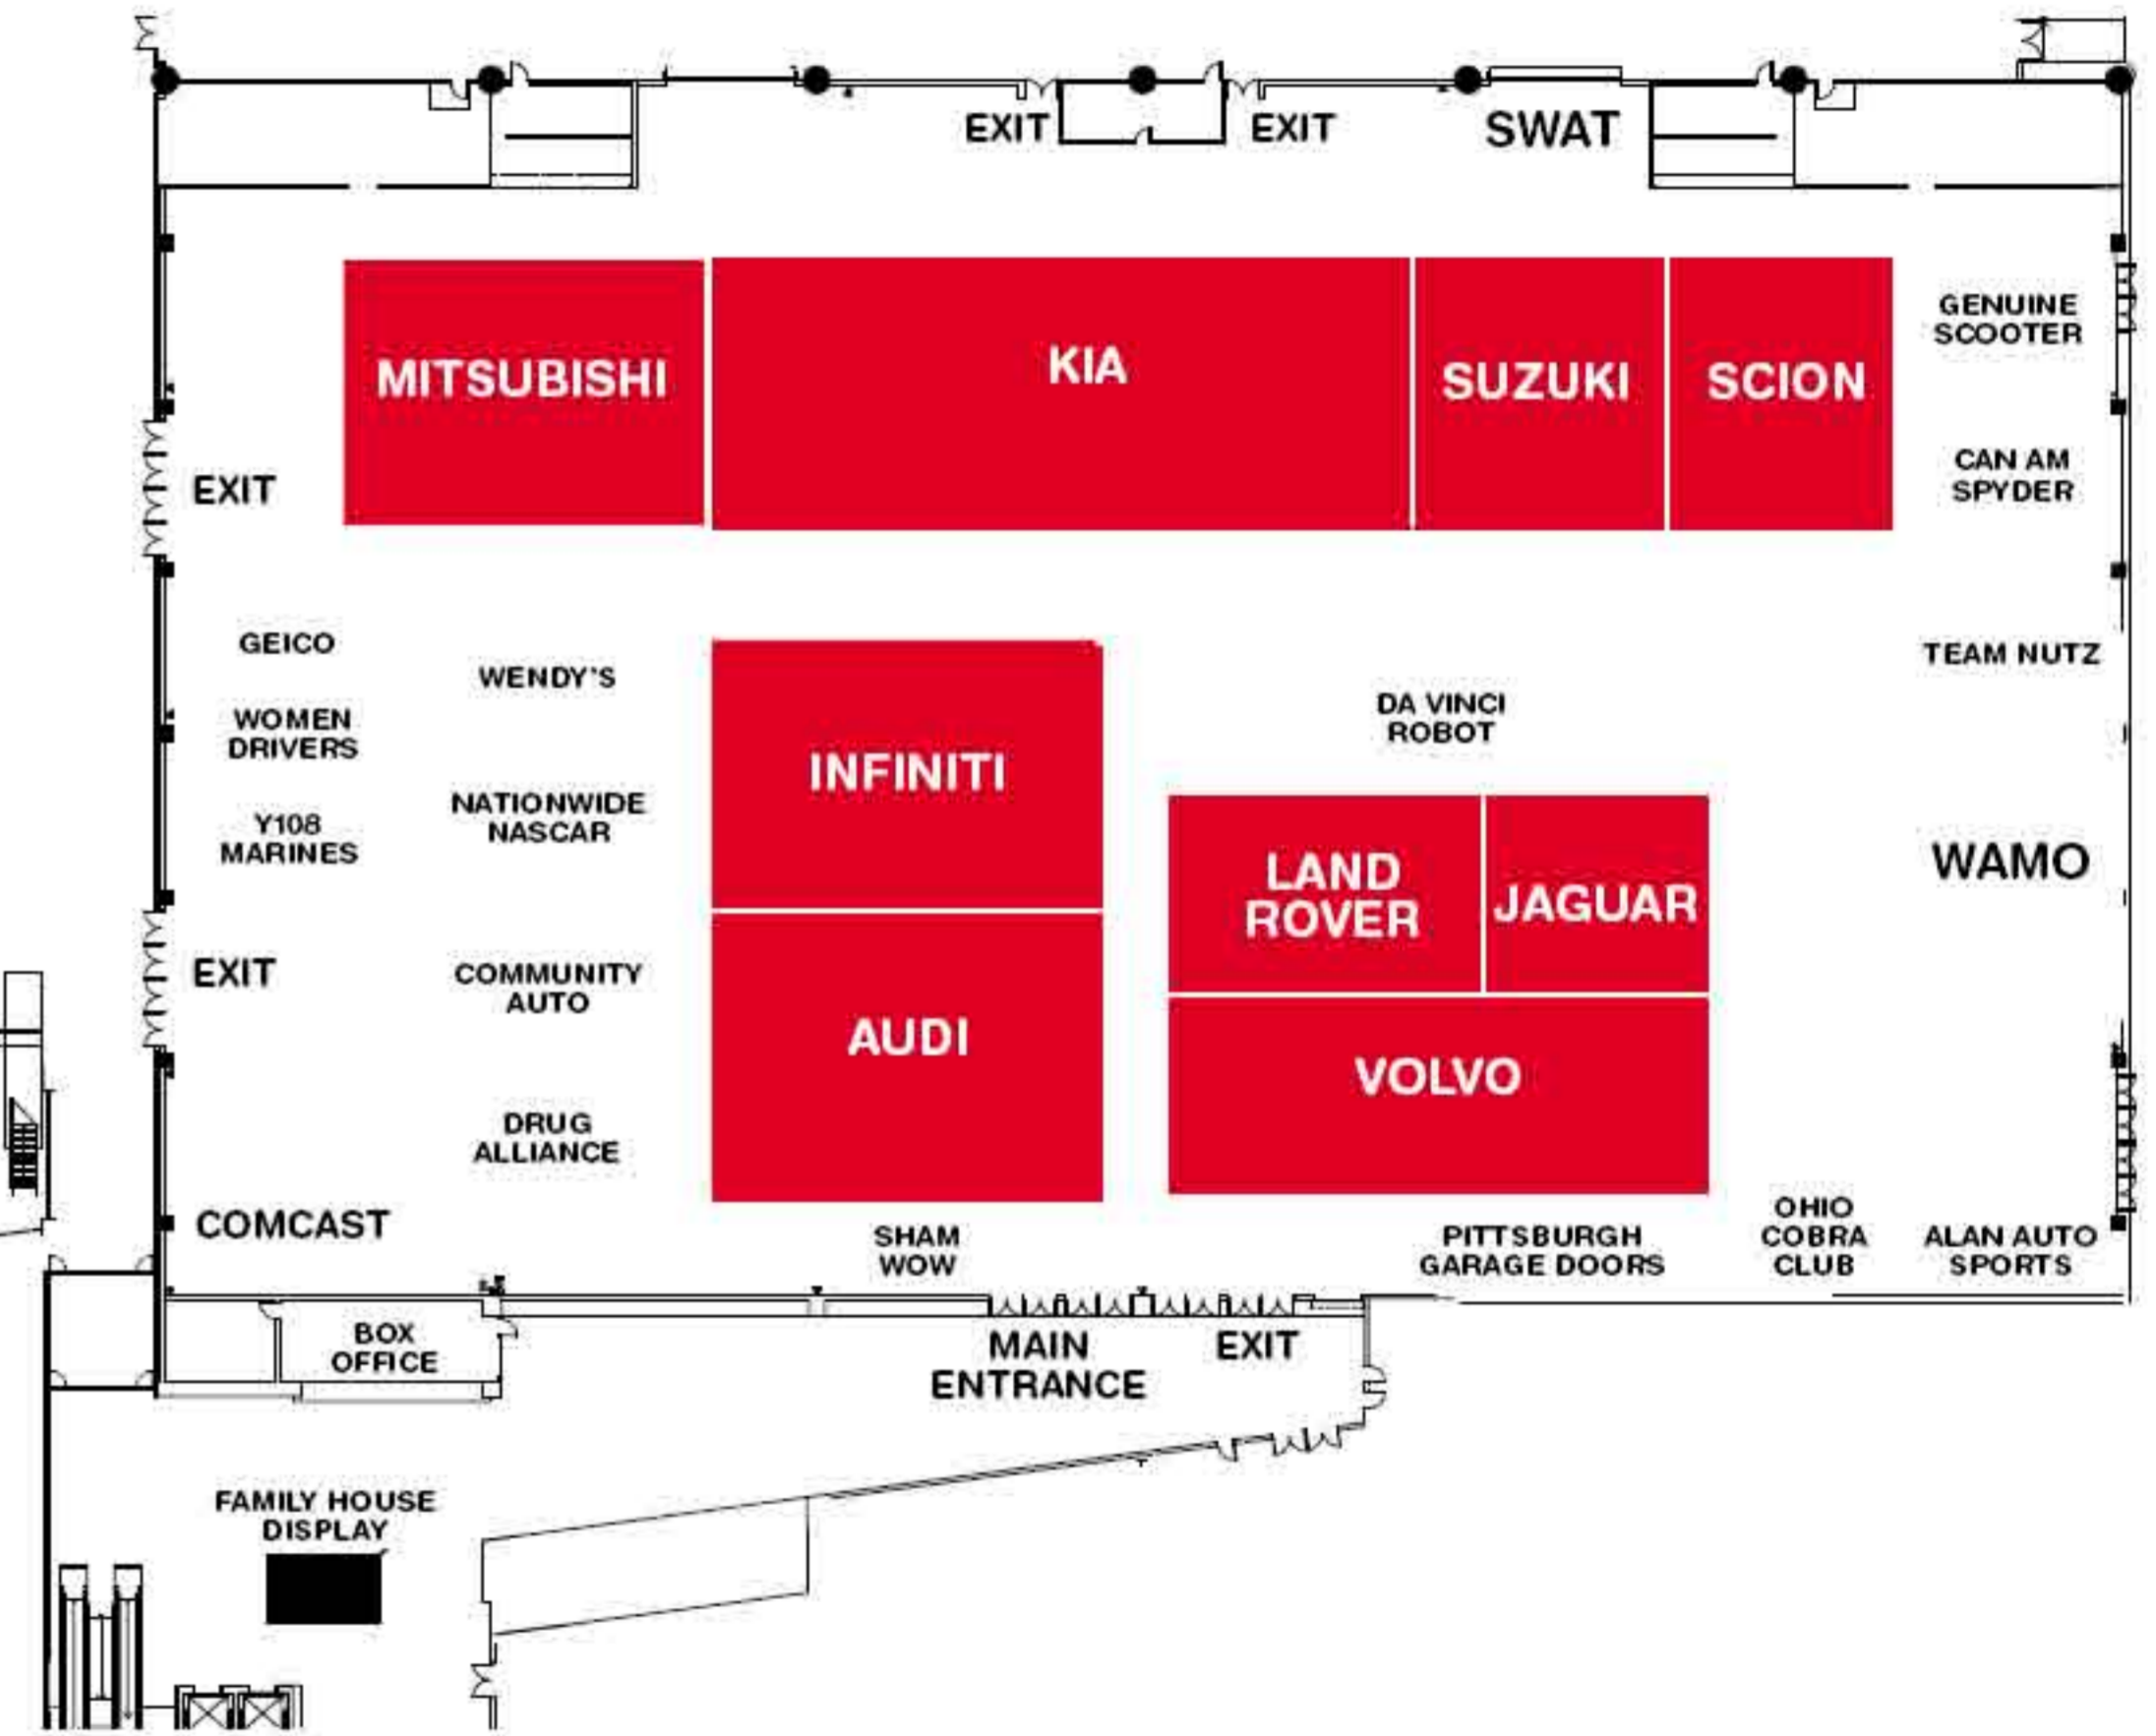 EXIT
EXIT
SWAT
MITSUBISHI
KIA
SUZUKI
SCION
GENUINE
SCOOTER
CAN AM
SPYDER
EXIT
GEICO
WENDY'S
WOMEN
DRIVERS
NATIONWIDE
NASCAR
Y108
MARINES
INFINITI
DA VINCI
ROBOT
TEAM NUTZ
LAND
ROVER
JAGUAR
WAMO
EXIT
COMMUNITY
AUTO
AUDI
VOLVO
DRUG
ALLIANCE
COMCAST
SHAM
WOW
PITTSBURGH
GARAGE DOORS
OHIO
COBRA
CLUB
ALAN AUTO
SPORTS
BOX
OFFICE
MAIN
ENTRANCE
EXIT
FAMILY HOUSE
DISPLAY